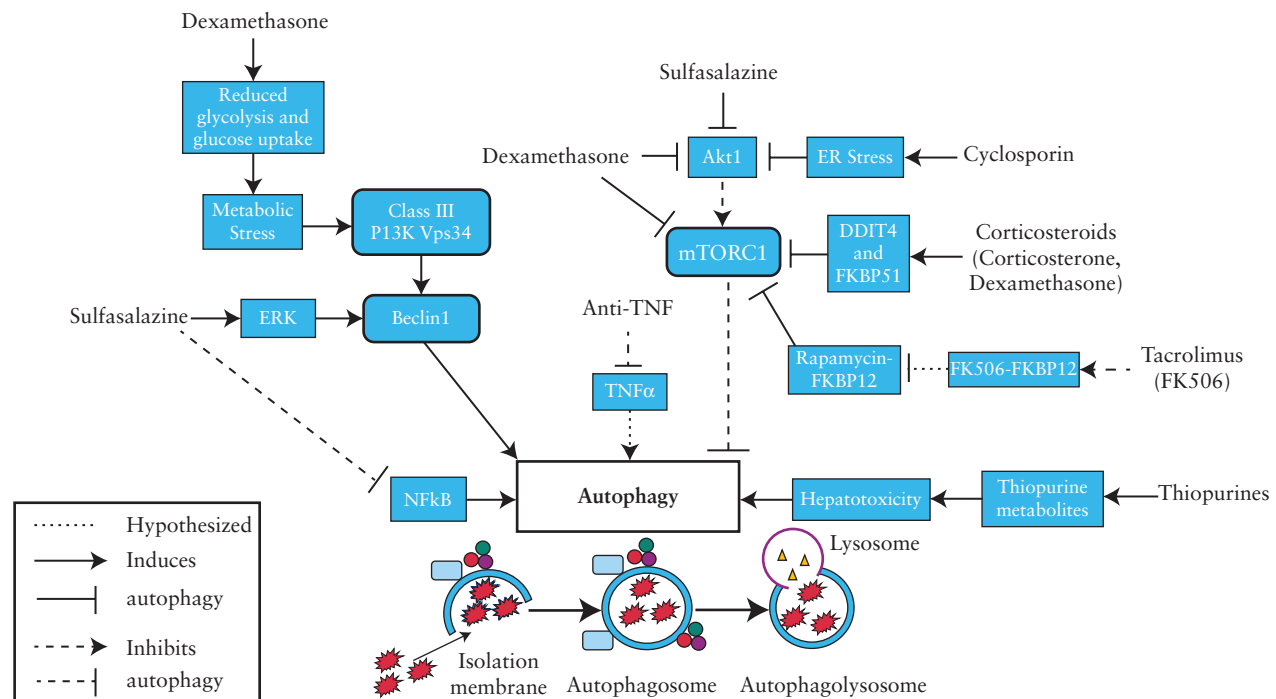 Dexamethasone
Reduced
glycolysis and
glucose uptake
Metabolic
Stress
Class III
P13K Vps34
Sulfasalazine
ERK
Beclin1
NFkB
Sulfasalazine
Dexamethasone
Akt1
ER Stress
Cyclosporin
mTORC1
DDIT4
and
FKBP51
Corticosteroids
(Corticosterone,
Dexamethasone)
Anti-TNF
TNFα
Rapamycin-
FKBP12
FK506-FKBP12
Tacrolimus
(FK506)
Autophagy
Hepatotoxicity
Thiopurine
metabolites
Thiopurines
Hypothesized
Induces
autophagy
Inhibits
autophagy
Isolation
membrane
Autophagosome
Lysosome
Autophagolysosome